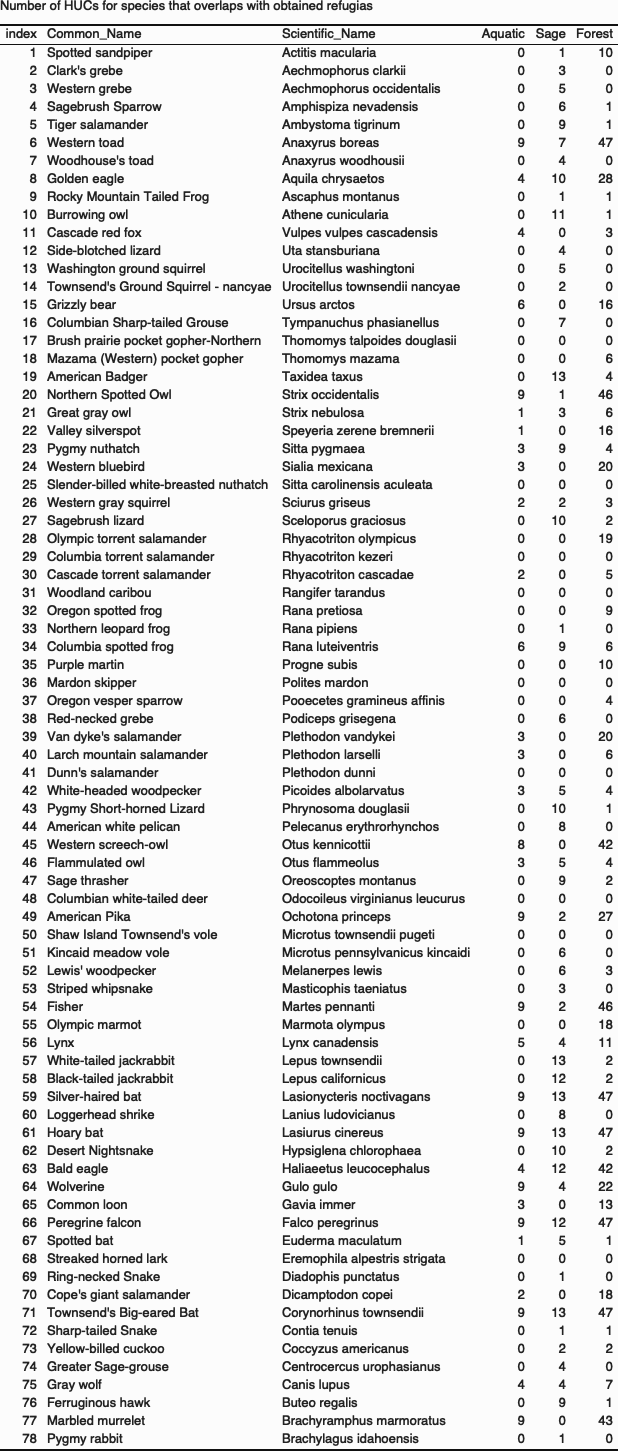 Number of HUCs for species that overlaps with obtained refugias
index Common_Name Scientific_Name Aquatic Sage Forest
1 Spotted sandpiper Actitis macularia 0 1 10
2 Clark's grebe Aechmophorus clarkii 0 3 0
3 Western grebe Aechmophorus occidentalis 0 5 0
4 Sagebrush Sparrow Amphispiza nevadensis 0 6 1
5 Tiger salamander Ambystoma tigrinum 0 9 1
6 Western toad Anaxyrus boreas 9 7 47
7 Woodhouse's toad Anaxyrus woodhousii 0 4 0
8 Golden eagle Aquila chrysaetos 4 10 28
9 Rocky Mountain Tailed Frog Ascaphus montanus 0 1 1
10 Burrowing owl Athene cunicularia 0 11 1
11 Cascade red fox Vulpes vulpes cascadensis 4 0 3
12 Side-blotched lizard Uta stansburiana 0 4 0
13 Washington ground squirrel Urocitellus washingtoni 0 5 0
14 Townsend's Ground Squirrel - nancyae Urocitellus townsendii nancyae 0 2 0
15 Grizzly bear Ursus arctos 6 0 16
16 Columbian Sharp-tailed Grouse Tympanuchus phasianellus 0 7 0
17 Brush prairie pocket gopher-Northern Thomomys talpoides douglasii 0 0 0
18 Mazama (Western) pocket gopher Thomomys mazama 0 0 6
19 American Badger Taxidea taxus 0 13 4
20 Northern Spotted Owl Strix occidentalis 9 1 46
21 Great gray owl Strix nebulosa 1 3 6
22 Valley silverspot Speyeria zerene bremnerii 1 0 16
23 Pygmy nuthatch Sitta pygmaea 3 9 4
24 Western bluebird Sialia mexicana 3 0 20
25 Slender-billed white-breasted nuthatch Sitta carolinensis aculeata 0 0 0
26 Western gray squirrel Sciurus griseus 2 2 3
27 Sagebrush lizard Sceloporus graciosus 0 10 2
28 Olympic torrent salamander Rhyacotriton olympicus 0 0 19
29 Columbia torrent salamander Rhyacotriton kezeri 0 0 0
30 Cascade torrent salamander Rhyacotriton cascadae 2 0 5
31 Woodland caribou Rangifer tarandus 0 0 0
32 Oregon spotted frog Rana pretiosa 0 0 9
33 Northern leopard frog Rana pipiens 0 1 0
34 Columbia spotted frog Rana luteiventris 6 9 6
35 Purple martin Progne subis 0 0 10
36 Mardon skipper Polites mardon 0 0 0
37 Oregon vesper sparrow Pooecetes gramineus affinis 0 0 4
38 Red-necked grebe Podiceps grisegena 0 6 0
39 Van dyke's salamander Plethodon vandykei 3 0 20
40 Larch mountain salamander Plethodon larselli 3 0 6
41 Dunn's salamander Plethodon dunni 0 0 0
42 White-headed woodpecker Picoides albolarvatus 3 5 4
43 Pygmy Short-horned Lizard Phrynosoma douglasii 0 10 1
44 American white pelican Pelecanus erythrorhynchos 0 8 0
45 Western screech-owl Otus kennicottii 8 0 42
46 Flammulated owl Otus flammeolus 3 5 4
47 Sage thrasher Oreoscoptes montanus 0 9 2
48 Columbian white-tailed deer Odocoileus virginianus leucurus 0 0 0
49 American Pika Ochotona princeps 9 2 27
50 Shaw Island Townsend's vole Microtus townsendii pugeti 0 0 0
51 Kincaid meadow vole Microtus pennsylvanicus kincaidi 0 6 0
52 Lewis' woodpecker Melanerpes lewis 0 6 3
53 Striped whipsnake Masticophis taeniatus 0 3 0
54 Fisher Martes pennanti 9 2 46
55 Olympic marmot Marmota olympus 0 0 18
56 Lynx Lynx canadensis 5 4 11
57 White-tailed jackrabbit Lepus townsendii 0 13 2
58 Black-tailed jackrabbit Lepus californicus 0 12 2
59 Silver-haired bat Lasionycteris noctivagans 9 13 47
60 Loggerhead shrike Lanius ludovicianus 0 8 0
61 Hoary bat Lasiurus cinereus 9 13 47
62 Desert Nightsnake Hypsiglena chlorophaea 0 10 2
63 Bald eagle Haliaeetus leucocephalus 4 12 42
64 Wolverine Gulo gulo 9 4 22
65 Common loon Gavia immer 3 0 13
66 Peregrine falcon Falco peregrinus 9 12 47
67 Spotted bat Euderma maculatum 1 5 1
68 Streaked horned lark Eremophila alpestris strigata 0 0 0
69 Ring-necked Snake Diadophis punctatus 0 1 0
70 Cope's giant salamander Dicamptodon copei 2 0 18
71 Townsend's Big-eared Bat Corynorhinus townsendii 9 13 47
72 Sharp-tailed Snake Contia tenuis 0 1 1
73 Yellow-billed cuckoo Coccyzus americanus 0 2 2
74 Greater Sage-grouse Centrocercus urophasianus 0 4 0
75 Gray wolf Canis lupus 4 4 7
76 Ferruginous hawk Buteo regalis 0 9 1
77 Marbled murrelet Brachyramphus marmoratus 9 0 43
78 Pygmy rabbit Brachylagus idahoensis 0 1 0